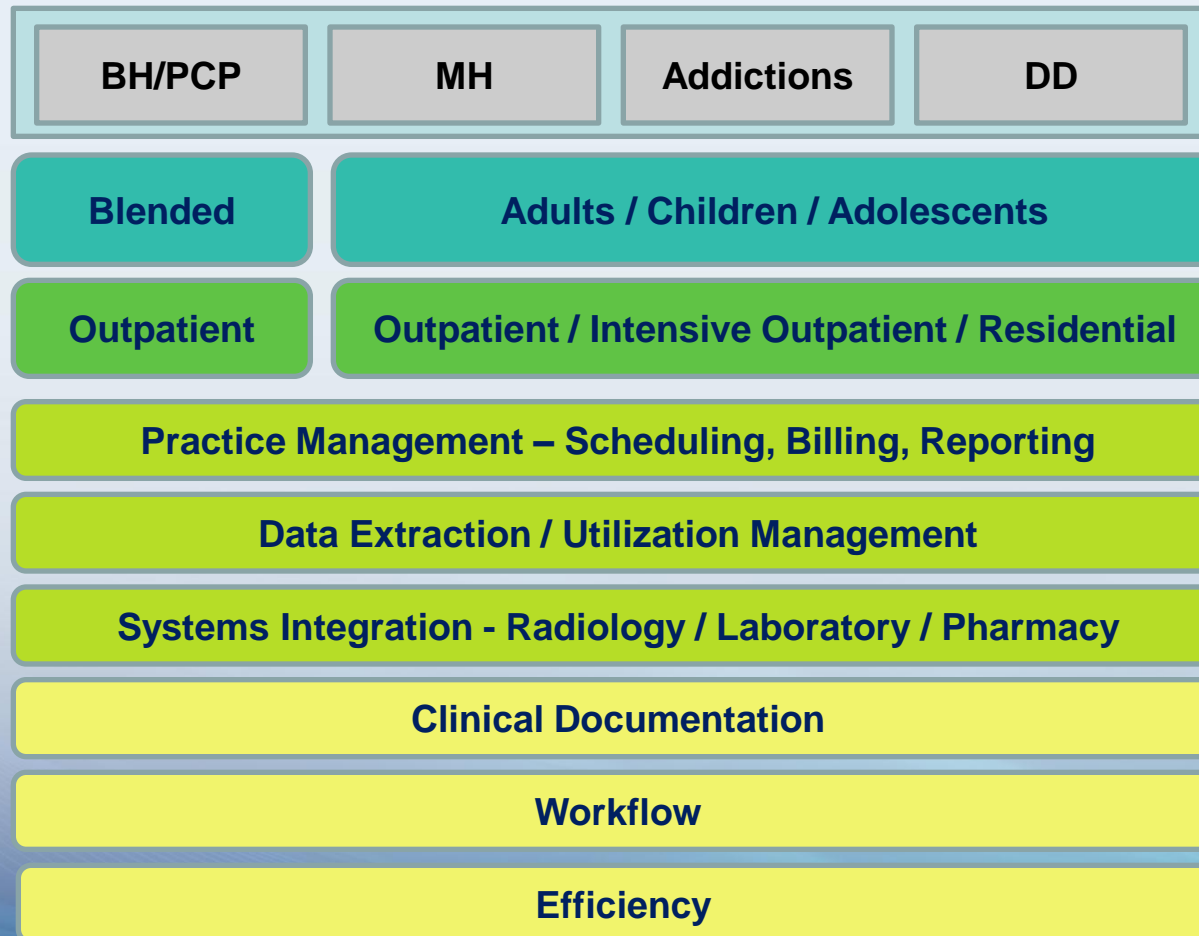 BH/PCP MH Addictions DD
Blended Adults / Children / Adolescents
Outpatient Outpatient / Intensive Outpatient / Residential
Practice Management – Scheduling, Billing, Reporting
Data Extraction / Utilization Management
Systems Integration - Radiology / Laboratory / Pharmacy
Clinical Documentation
Workflow
Efficiency